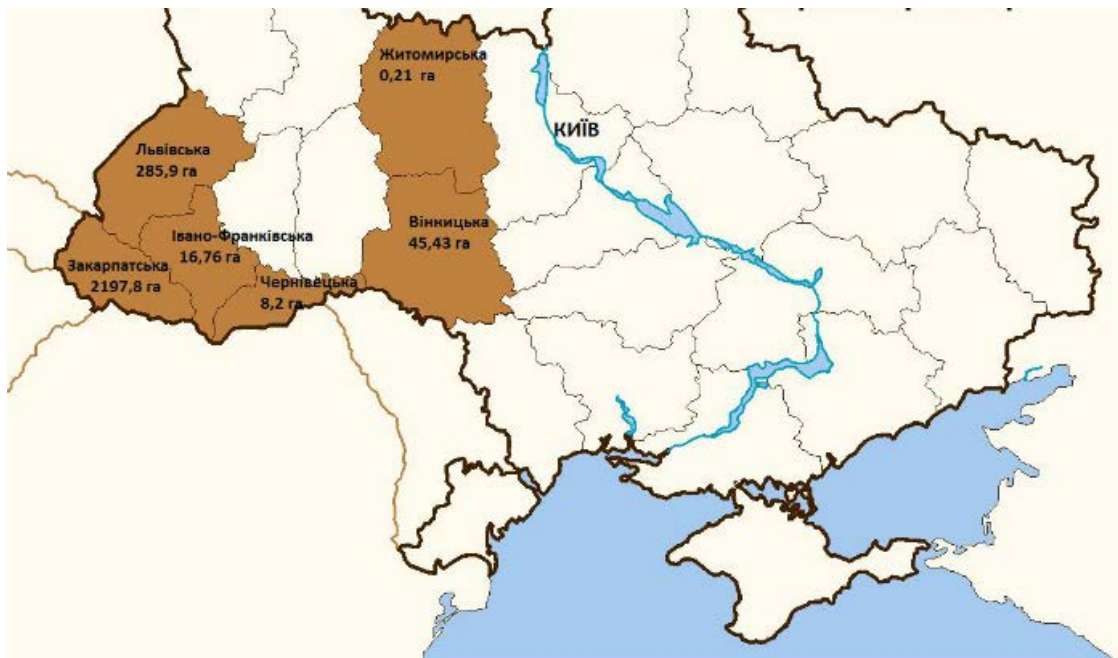 Житомирська
0,21 га
КИЇВ
Львівська
285,9 га
Вінницька
45,43 га
Івано-Франківська
16,76 га
Закарпатська
2197,8 га
Чернівецька
8,2 га